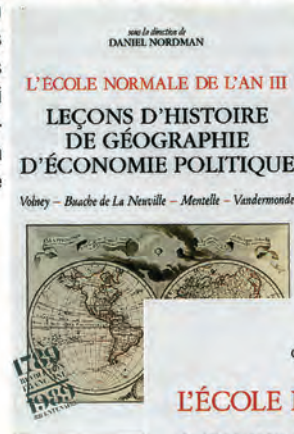 sous la direction de
DANIEL NORDMAN
L'ÉCOLE NORMALE DE L'AN III
LEÇONS D'HISTOIRE
DE GÉOGRAPHIE
D'ÉCONOMIE POLITIQUE
Volney – Buache de La Neuville – Mentelle – Vandermonde
1789
1989
BICENTENAIRE
L'ÉCOLE